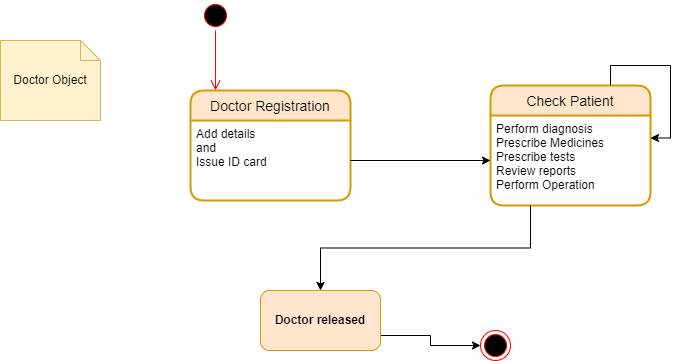 Doctor Object
Doctor Registration
Add details
and
Issue ID card
Check Patient
Perform diagnosis
Prescribe Medicines
Prescribe tests
Review reports
Perform Operation
Doctor released